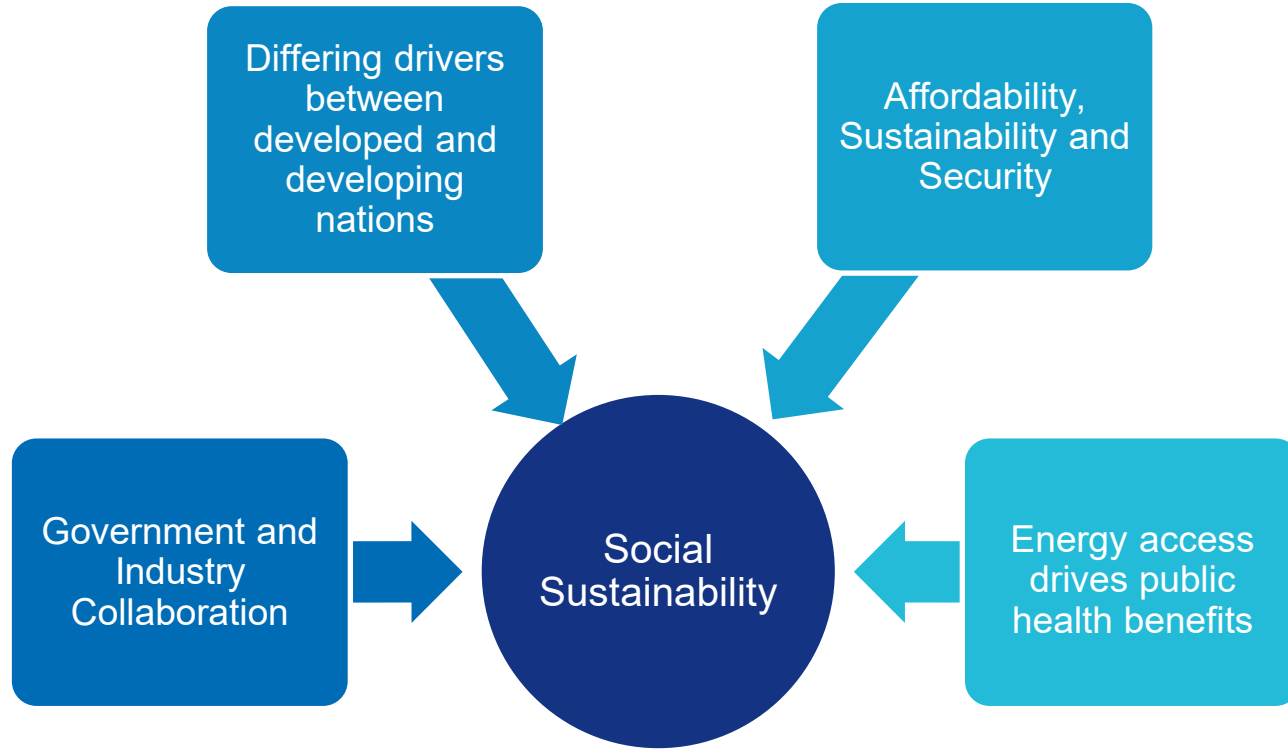 Differing drivers
between
developed and
developing
nations
Affordability,
Sustainability and
Security
Government and
Industry
Collaboration
Social
Sustainability
Energy access
drives public
health benefits